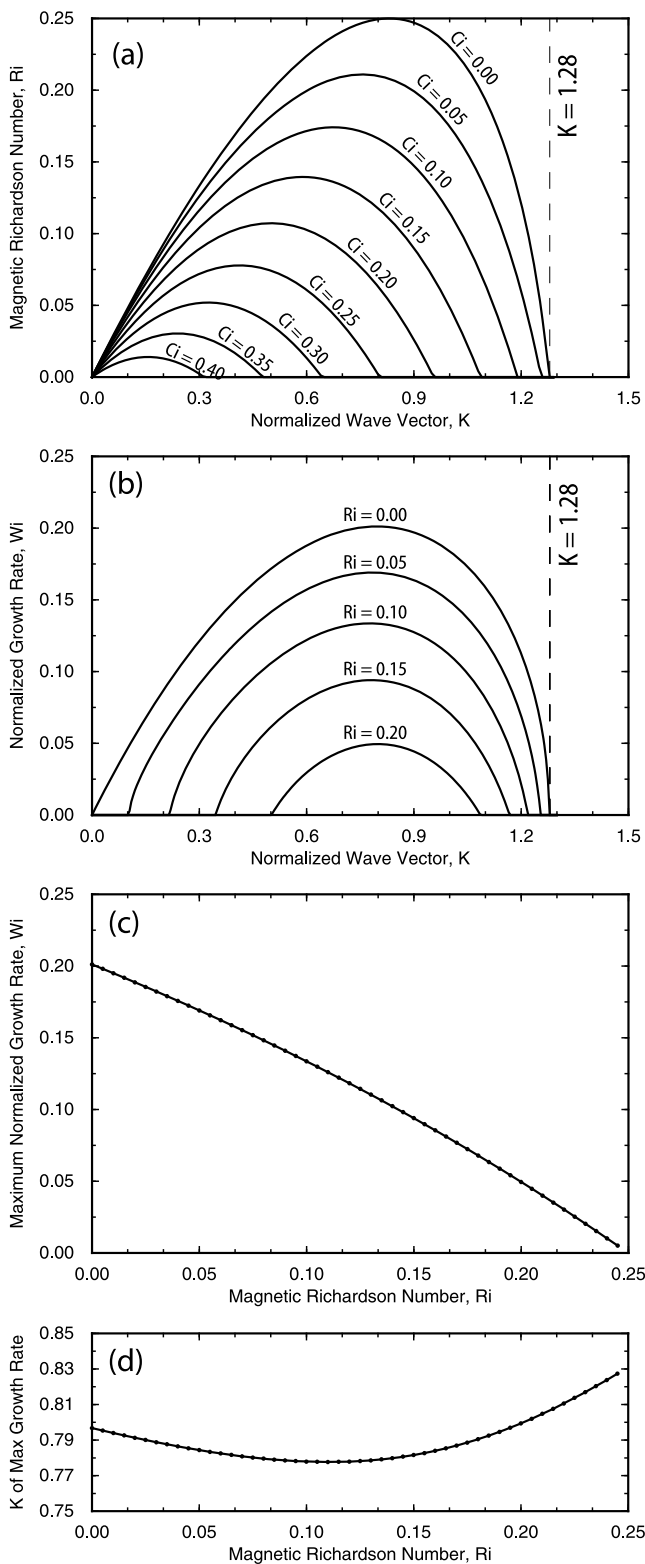 (a)
Magnetic Richardson Number, Ri
0.25
0.20
0.15
0.10
0.05
0.00
Ci = 0.00
Ci = 0.05
Ci = 0.10
Ci = 0.15
Ci = 0.20
Ci = 0.25
Ci = 0.30
Ci = 0.35
Ci = 0.40
K = 1.28
0.0 0.3 0.6 0.9 1.2 1.5
Normalized Wave Vector, K
(b)
Normalized Growth Rate, Wi
0.25
0.20
0.15
0.10
0.05
0.00
Ri = 0.00
Ri = 0.05
Ri = 0.10
Ri = 0.15
Ri = 0.20
K = 1.28
0.0 0.3 0.6 0.9 1.2 1.5
Normalized Wave Vector, K
(c)
Maximum Normalized Growth Rate, Wi
0.25
0.20
0.15
0.10
0.05
0.00
0.00 0.05 0.10 0.15 0.20 0.25
Magnetic Richardson Number, Ri
(d)
K of Max Growth Rate
0.85
0.83
0.81
0.79
0.77
0.75
0.00 0.05 0.10 0.15 0.20 0.25
Magnetic Richardson Number, Ri